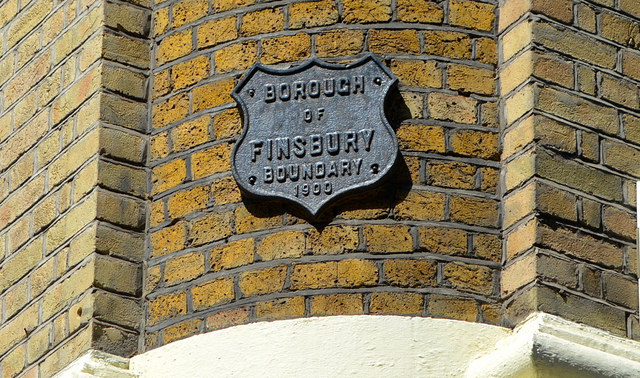 BOROUGH
OF
FINSBURY
BOUNDARY
1900